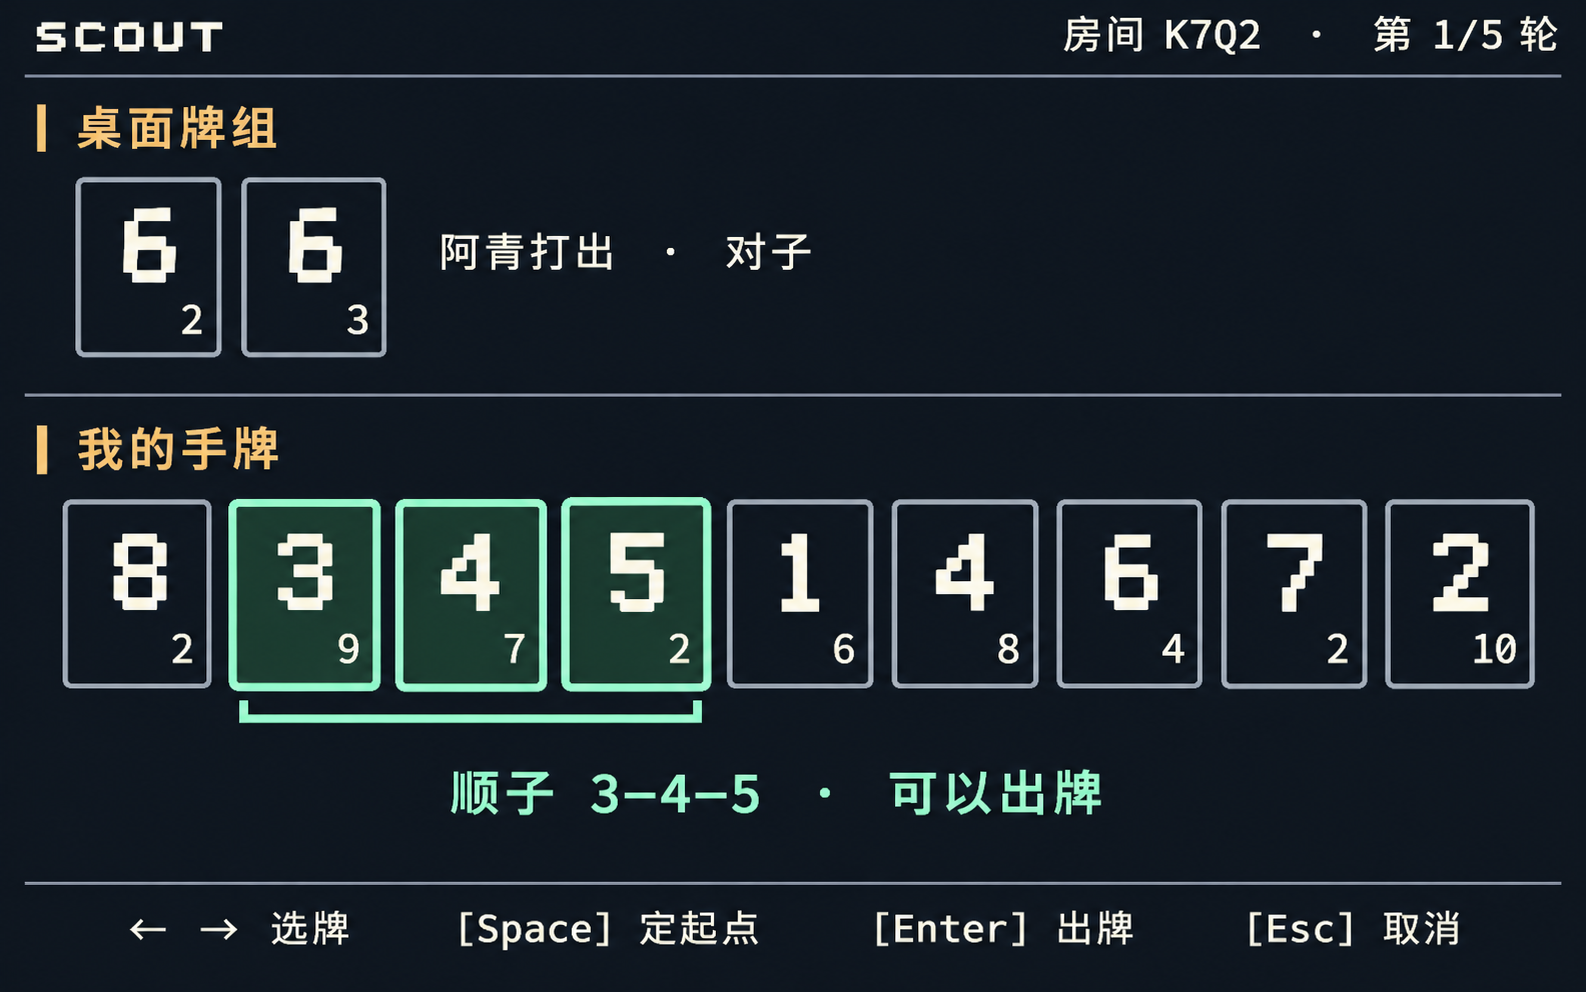 SCOUT
房间 K7Q2 · 第 1/5 轮
桌面牌组
6 6
2 3
阿青打出 · 对子
我的手牌
8 3 4 5 1 4 6 7 2
2 9 7 2 6 8 4 2 10
顺子 3—4—5 · 可以出牌
← → 选牌 [Space] 定起点 [Enter] 出牌 [Esc] 取消